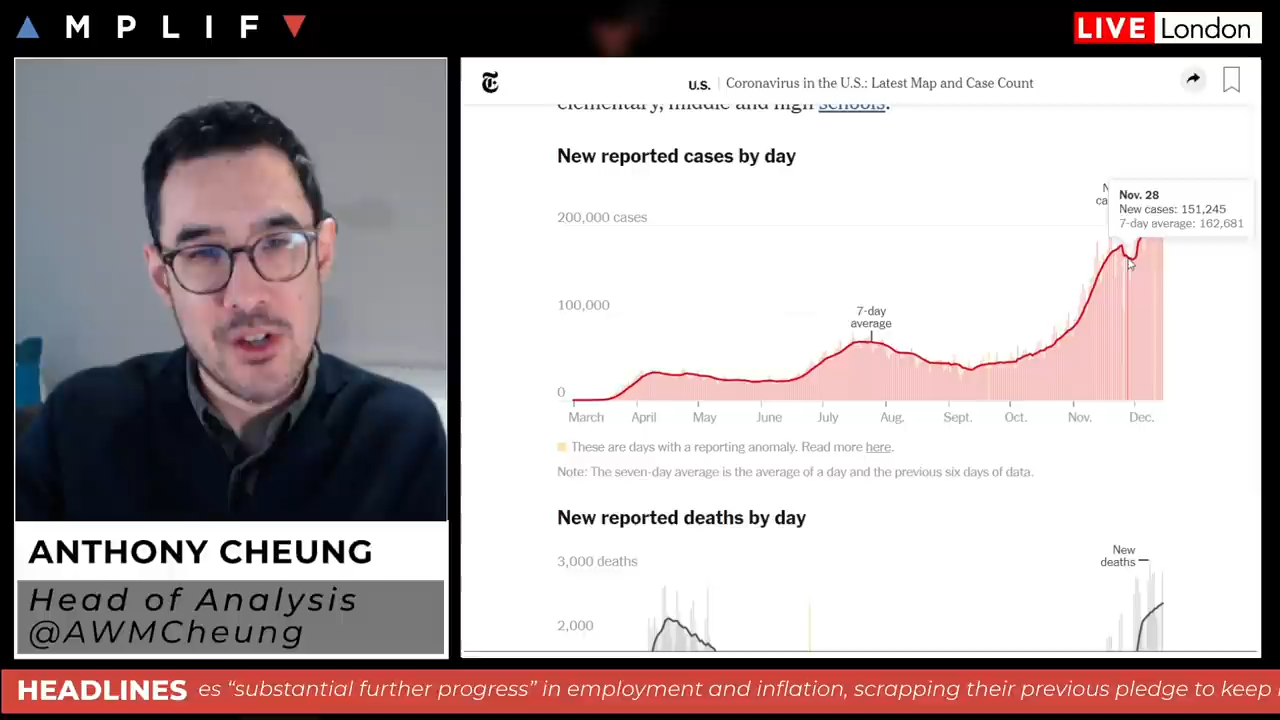 MPLIF
LIVE London
U.S. Coronavirus in the U.S.: Latest Map and Case Count
elementary, middle and high schools.
New reported cases by day
Nov. 28
New cases: 151,245
7-day average: 162,681
200,000 cases
100,000
7-day
average
0
March April May June July Aug. Sept. Oct. Nov. Dec.
These are days with a reporting anomaly. Read more here.
Note: The seven-day average is the average of a day and the previous six days of data.
New reported deaths by day
3,000 deaths
New
deaths
2,000
ANTHONY CHEUNG
Head of Analysis
@AWMCheung
HEADLINES es “substantial further progress” in employment and inflation, scrapping their previous pledge to keep